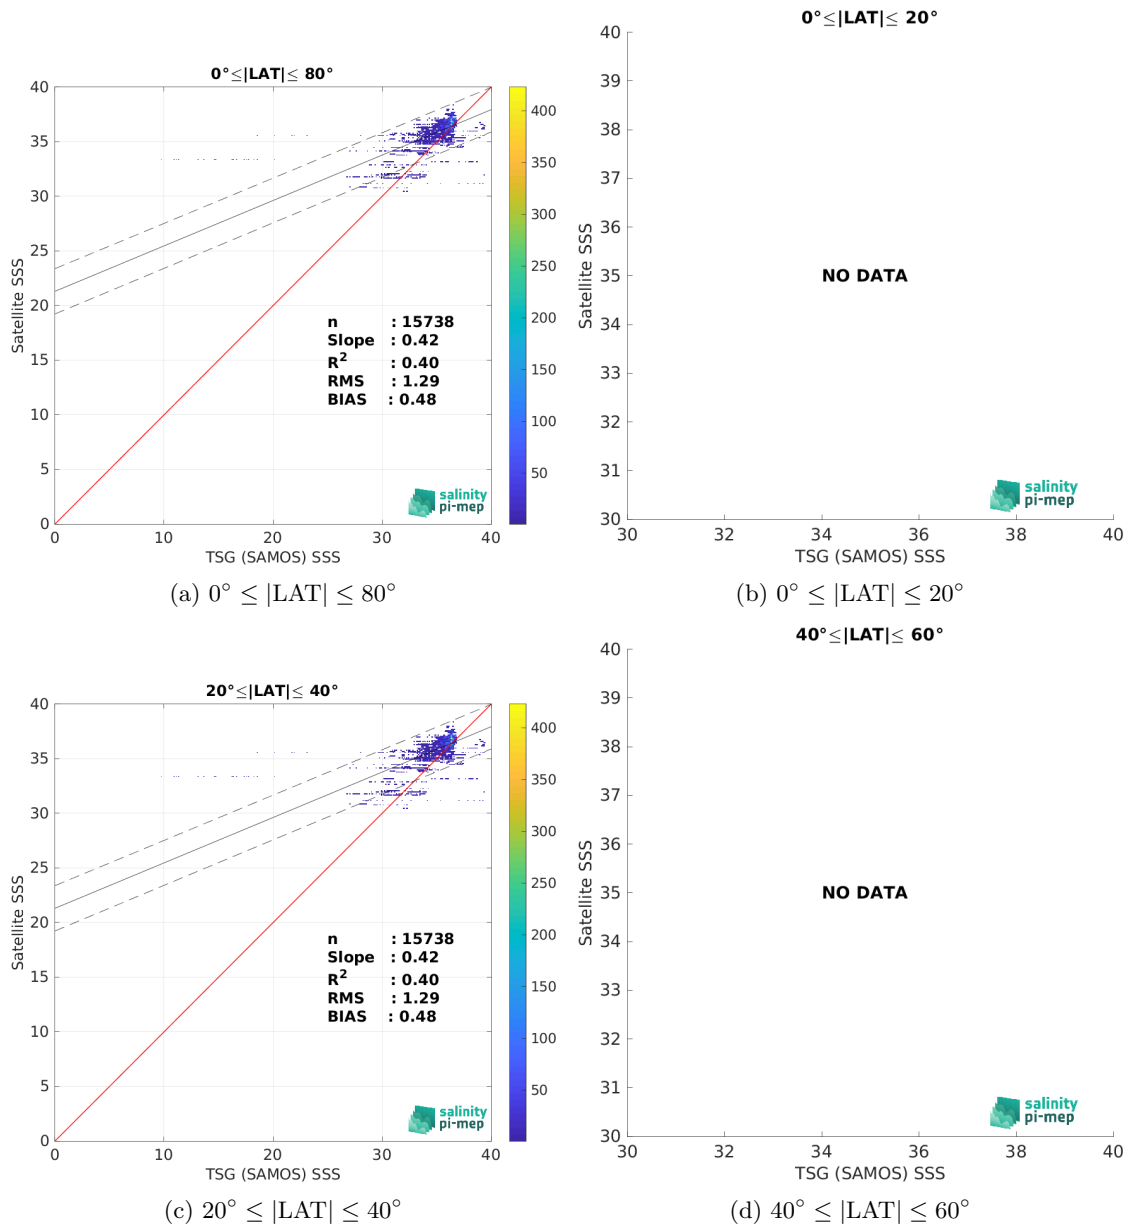 0°≤|LAT|≤ 80°
40
35
30
25
20
15
10
5
0
Satellite SSS
n : 15738
Slope : 0.42
R² : 0.40
RMS : 1.29
BIAS : 0.48
salinity
pi-mep
0 10 20 30 40
TSG (SAMOS) SSS
400
350
300
250
200
150
100
50
(a) 0° ≤ |LAT| ≤ 80°
0°≤|LAT|≤ 20°
40
39
38
37
36
35
34
33
32
31
30
Satellite SSS
NO DATA
salinity
pi-mep
30 32 34 36 38 40
TSG (SAMOS) SSS
(b) 0° ≤ |LAT| ≤ 20°
20°≤|LAT|≤ 40°
40
35
30
25
20
15
10
5
0
Satellite SSS
n : 15738
Slope : 0.42
R² : 0.40
RMS : 1.29
BIAS : 0.48
salinity
pi-mep
0 10 20 30 40
TSG (SAMOS) SSS
400
350
300
250
200
150
100
50
(c) 20° ≤ |LAT| ≤ 40°
40°≤|LAT|≤ 60°
40
39
38
37
36
35
34
33
32
31
30
Satellite SSS
NO DATA
salinity
pi-mep
30 32 34 36 38 40
TSG (SAMOS) SSS
(d) 40° ≤ |LAT| ≤ 60°